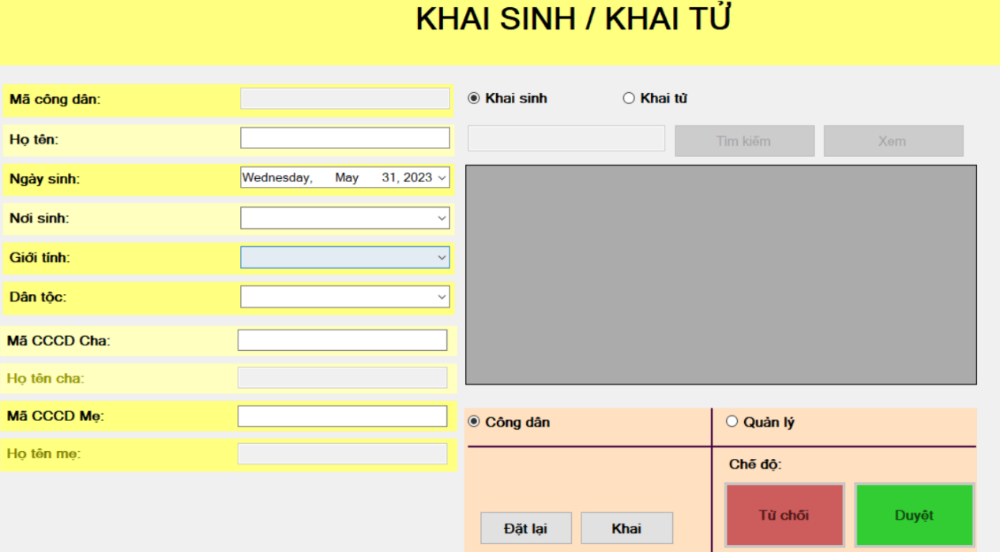 KHAI SINH / KHAI TỬ
Mã công dân:
Họ tên:
Ngày sinh:
Wednesday, May 31, 2023
Nơi sinh:
Giới tính:
Dân tộc:
Mã CCCD Cha:
Họ tên cha:
Mã CCCD Mẹ:
Họ tên mẹ:
Khai sinh Khai tử
Tìm kiếm Xem
Công dân Quản lý
Chế độ:
Đặt lại Khai
Từ chối Duyệt